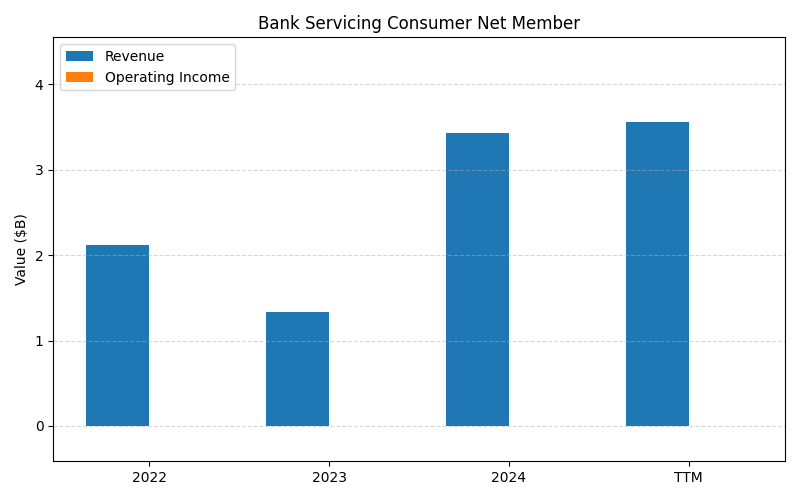 Bank Servicing Consumer Net Member
Revenue
Operating Income
Value ($B)
4
3
2
1
0
2022
2023
2024
TTM